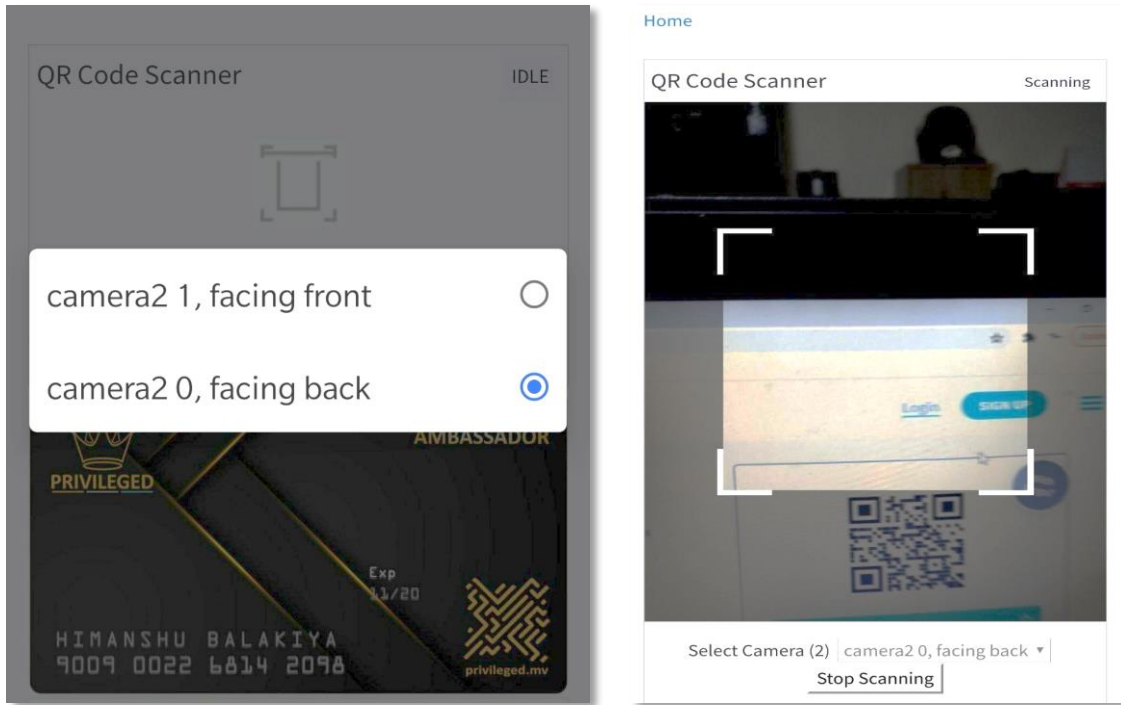 QR Code Scanner
IDLE
camera2 1, facing front
camera2 0, facing back
AMBASSADOR
PRIVILEGED
Exp
11/20
HIMANSHU BALAKIYA
9009 0022 6814 2098
privileged.mv
Home
QR Code Scanner
Scanning
Login
SIGN UP
Select Camera (2) camera2 0, facing back
Stop Scanning